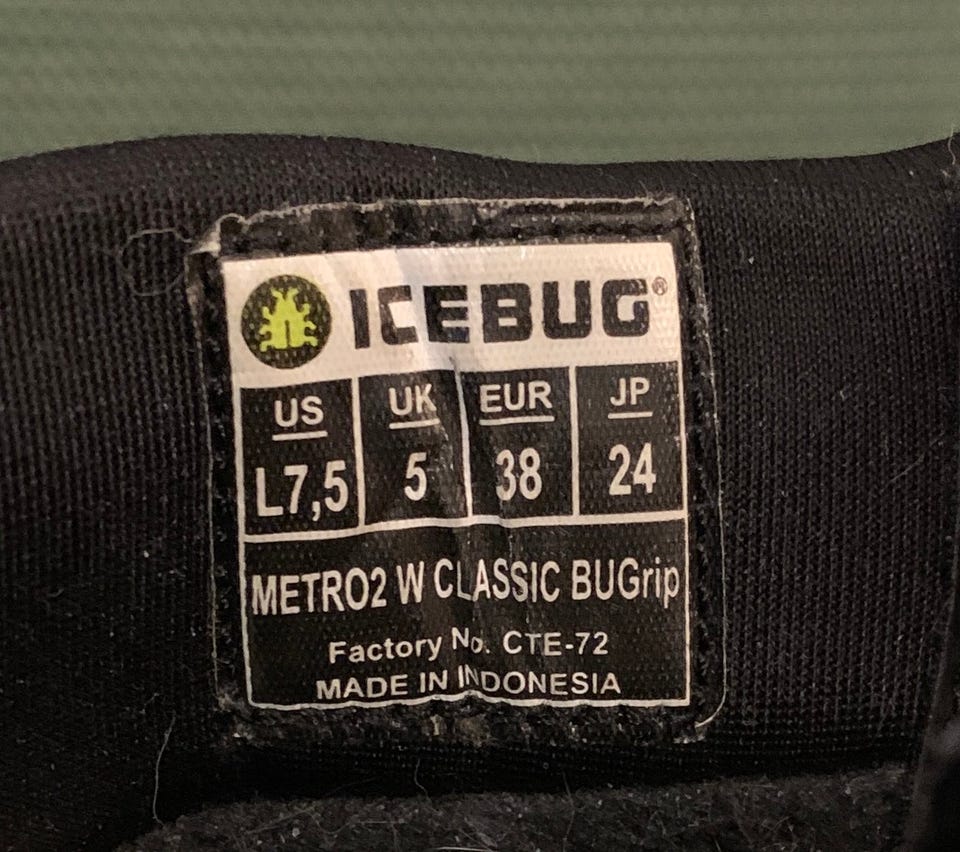 ICEBUG®
US UK EUR JP
L7,5 5 38 24
METRO2 W CLASSIC BUGrip
Factory No. CTE-72
MADE IN INDONESIA